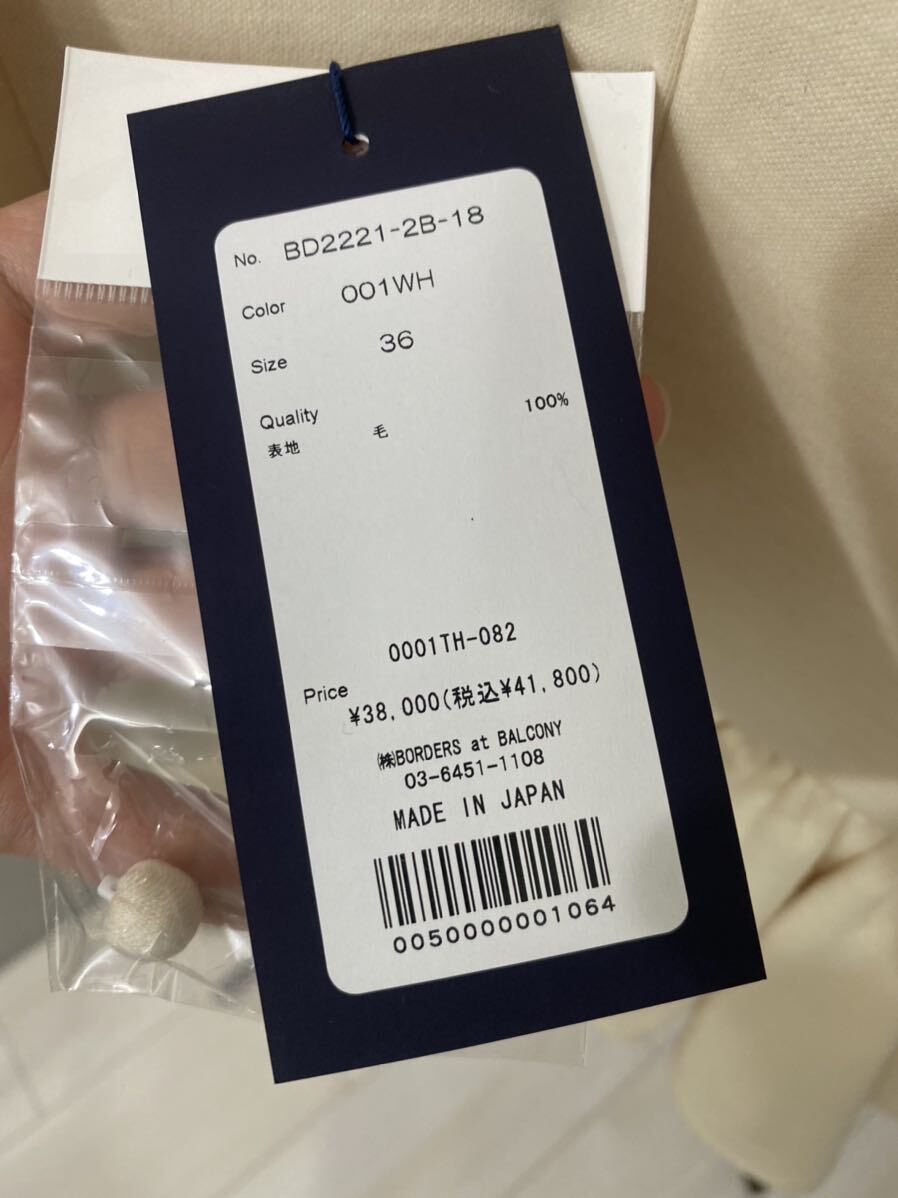 No. BD2221-2B-18
Color 001WH
Size 36
Quality 100%
表地 毛
0001TH-082
Price ¥38,000(税込¥41,800)
㈱BORDERS at BALCONY
03-6451-1108
MADE IN JAPAN
0050000001064